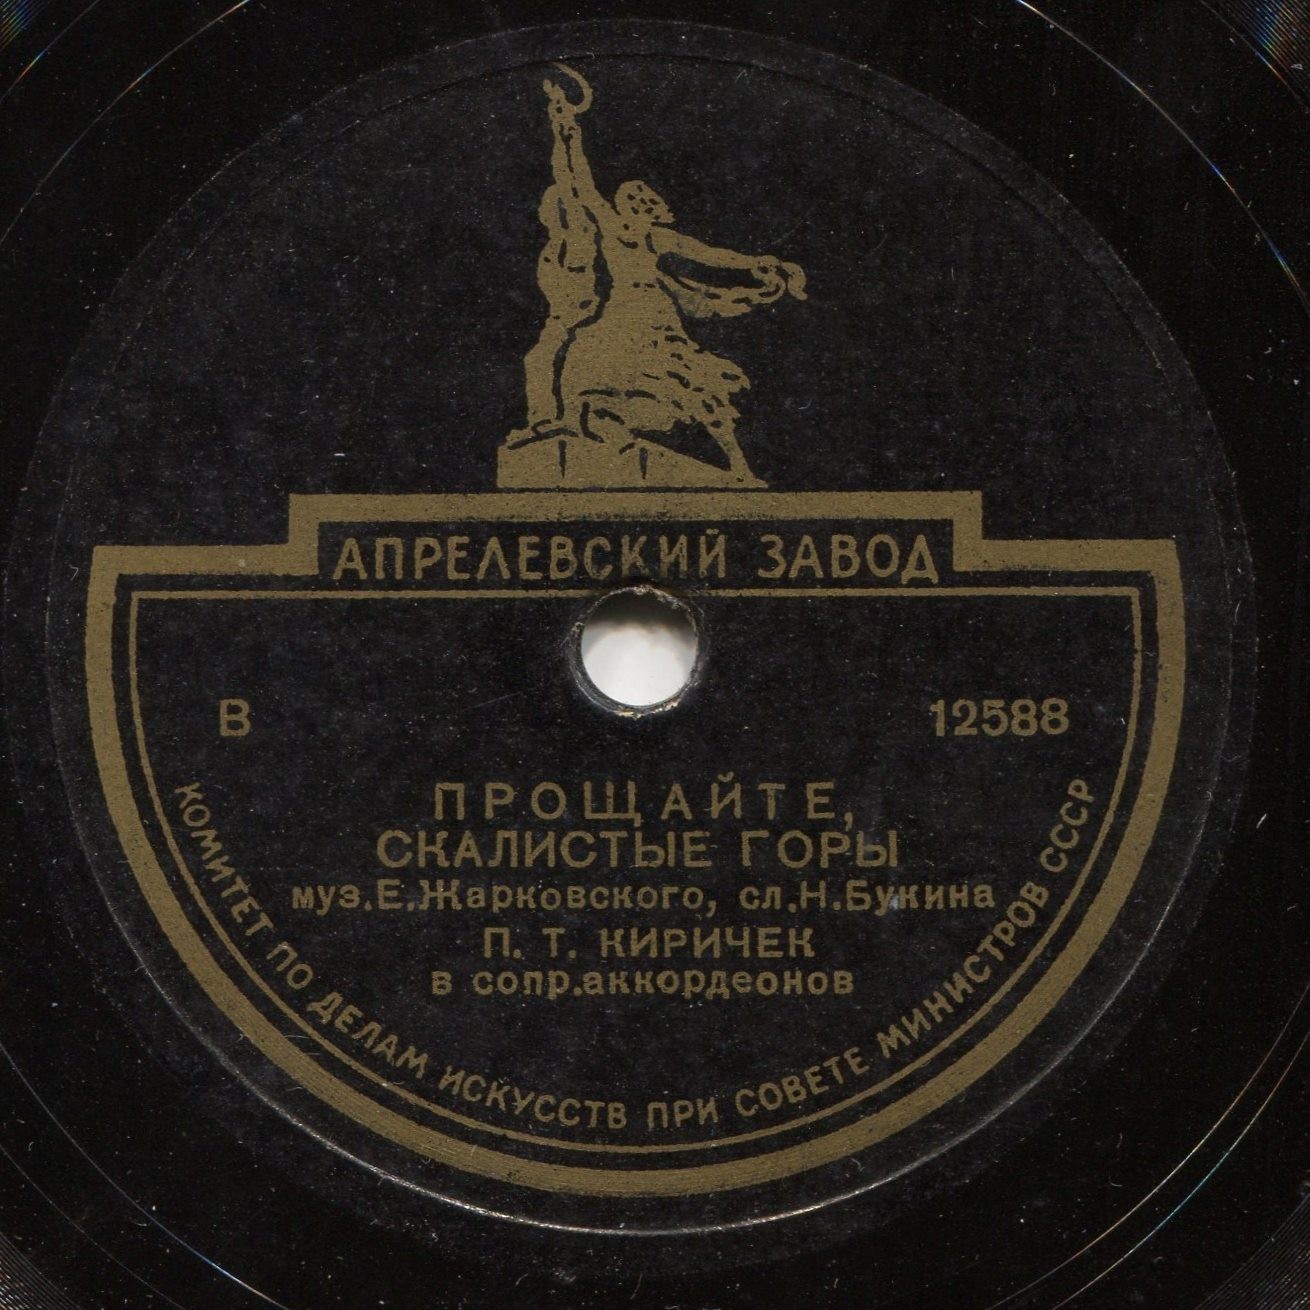 АПРЕЛЕВСКИЙ ЗАВОД
В 12588
ПРОЩАЙТЕ,
СКАЛИСТЫЕ ГОРЫ
муз.Е.Жарковского, сл.Н.Букина
П. Т. КИРИЧЕК
в сопр.аккордеонов
КОМИТЕТ ПО ДЕЛАМ ИСКУССТВ ПРИ СОВЕТЕ МИНИСТРОВ СССР